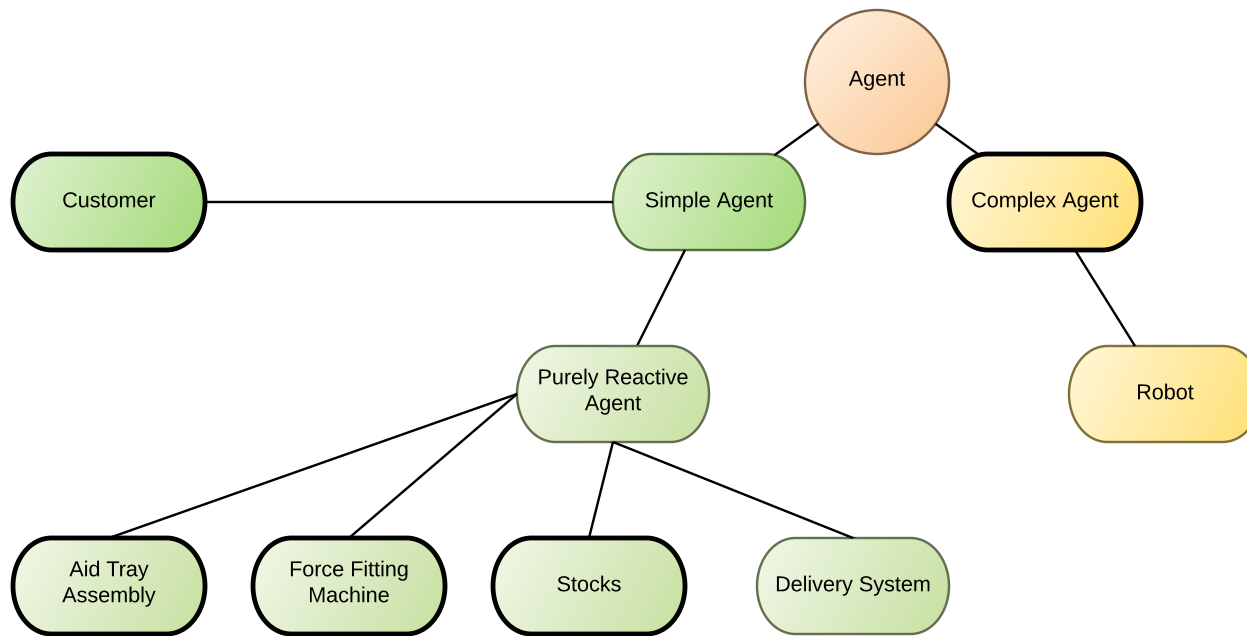 Agent
Customer
Simple Agent
Complex Agent
Purely Reactive
Agent
Robot
Aid Tray
Assembly
Force Fitting
Machine
Stocks
Delivery System